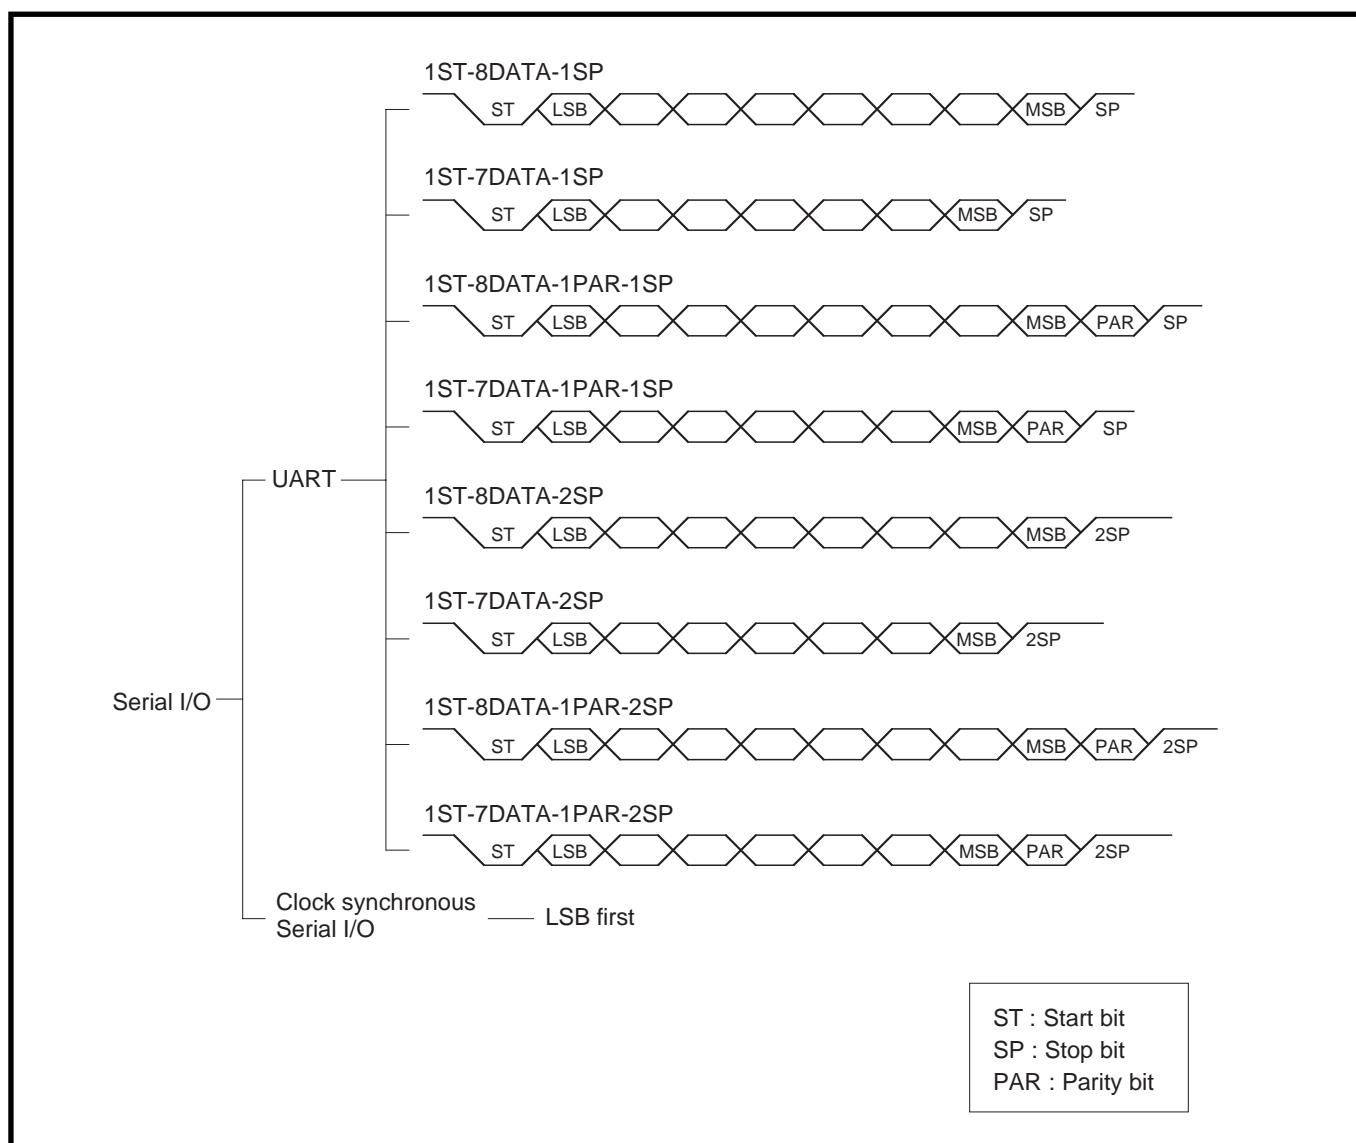 1ST-8DATA-1SP
ST LSB MSB SP
1ST-7DATA-1SP
ST LSB MSB SP
1ST-8DATA-1PAR-1SP
ST LSB MSB PAR SP
1ST-7DATA-1PAR-1SP
ST LSB MSB PAR SP
UART
1ST-8DATA-2SP
ST LSB MSB 2SP
1ST-7DATA-2SP
ST LSB MSB 2SP
Serial I/O
1ST-8DATA-1PAR-2SP
ST LSB MSB PAR 2SP
1ST-7DATA-1PAR-2SP
ST LSB MSB PAR 2SP
Clock synchronous
Serial I/O
LSB first
ST : Start bit
SP : Stop bit
PAR : Parity bit